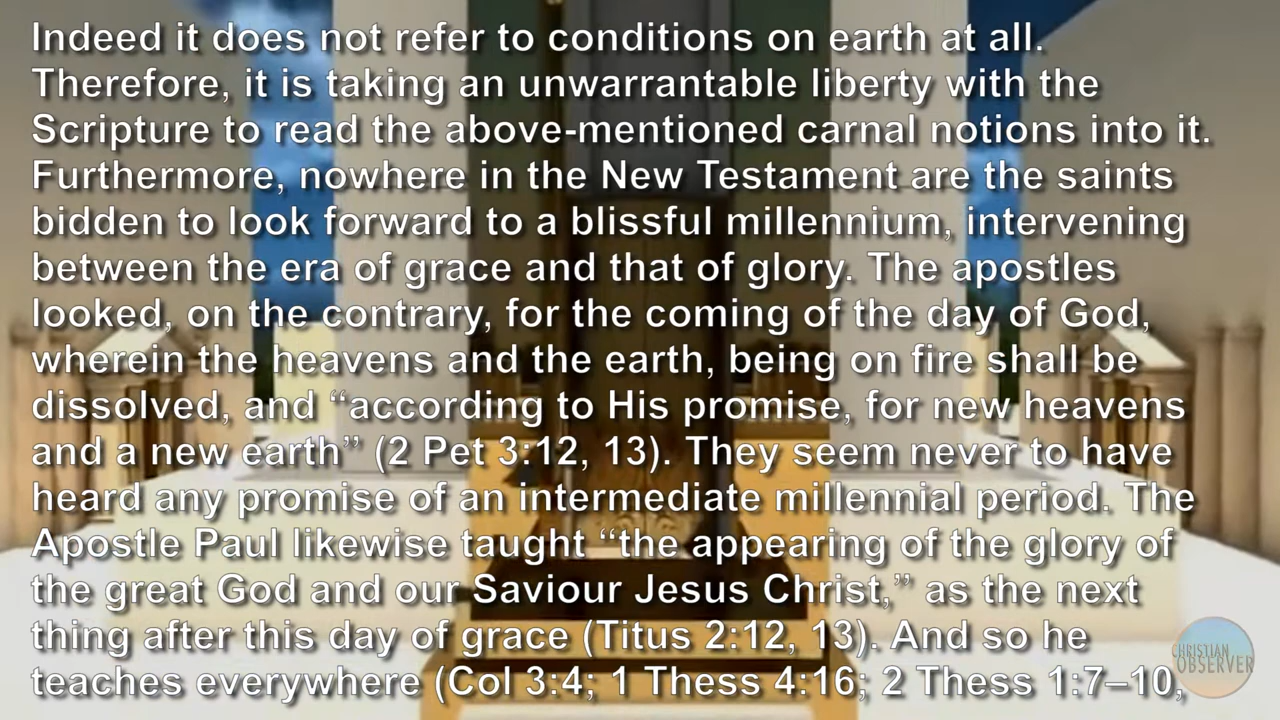 Indeed it does not refer to conditions on earth at all.
Therefore, it is taking an unwarrantable liberty with the
Scripture to read the above-mentioned carnal notions into it.
Furthermore, nowhere in the New Testament are the saints
bidden to look forward to a blissful millennium, intervening
between the era of grace and that of glory. The apostles
looked, on the contrary, for the coming of the day of God,
wherein the heavens and the earth, being on fire shall be
dissolved, and “according to His promise, for new heavens
and a new earth” (2 Pet 3:12, 13). They seem never to have
heard any promise of an intermediate millennial period. The
Apostle Paul likewise taught “the appearing of the glory of
the great God and our Saviour Jesus Christ,” as the next
thing after this day of grace (Titus 2:12, 13). And so he
teaches everywhere (Col 3:4; 1 Thess 4:16; 2 Thess 1:7–10,
CHRISTIAN
OBSERVER